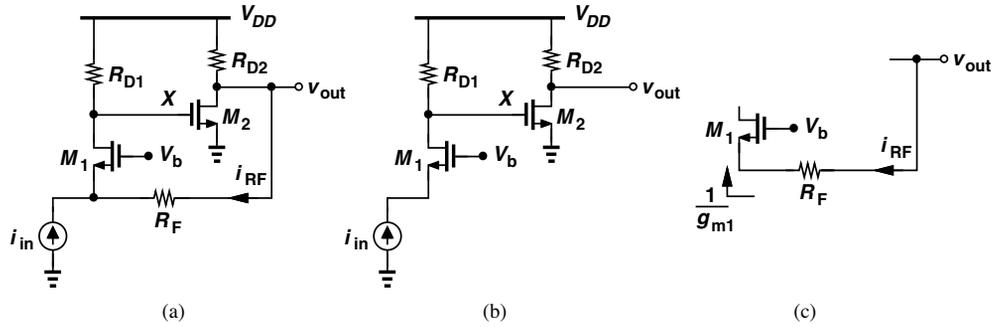 V_DD
R_D1
R_D2
X
M_2
v_out
M_1
V_b
i_RF
R_F
i_in
(a)
V_DD
R_D1
R_D2
X
M_2
v_out
M_1
V_b
i_in
(b)
v_out
M_1
V_b
i_RF
R_F
1
g_m1
(c)